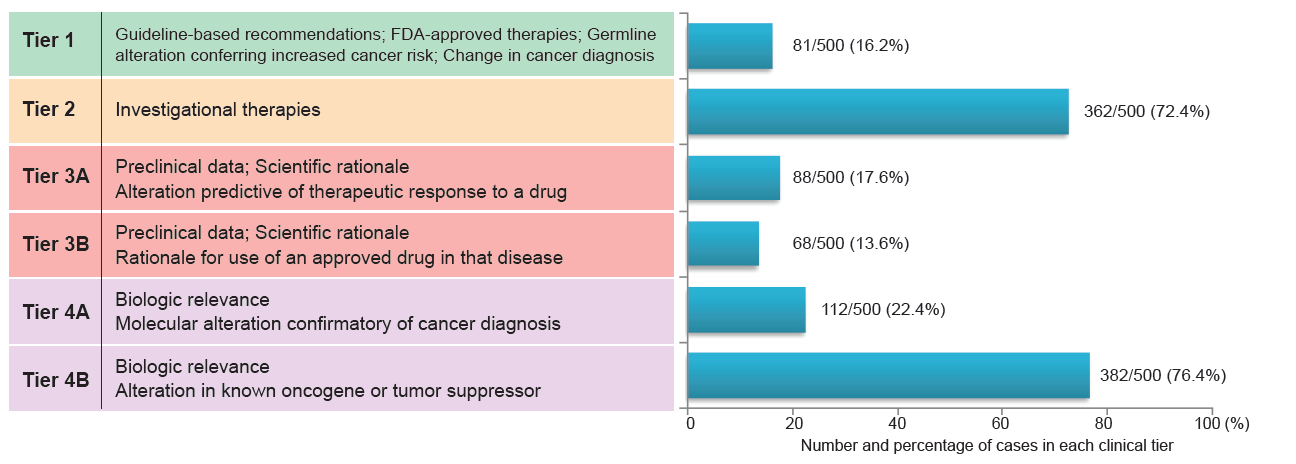 Tier 1
Guideline-based recommendations; FDA-approved therapies; Germline
alteration conferring increased cancer risk; Change in cancer diagnosis
81/500 (16.2%)
Tier 2
Investigational therapies
362/500 (72.4%)
Tier 3A
Preclinical data; Scientific rationale
Alteration predictive of therapeutic response to a drug
88/500 (17.6%)
Tier 3B
Preclinical data; Scientific rationale
Rationale for use of an approved drug in that disease
68/500 (13.6%)
Tier 4A
Biologic relevance
Molecular alteration confirmatory of cancer diagnosis
112/500 (22.4%)
Tier 4B
Biologic relevance
Alteration in known oncogene or tumor suppressor
382/500 (76.4%)
0 20 40 60 80 100 (%)
Number and percentage of cases in each clinical tier